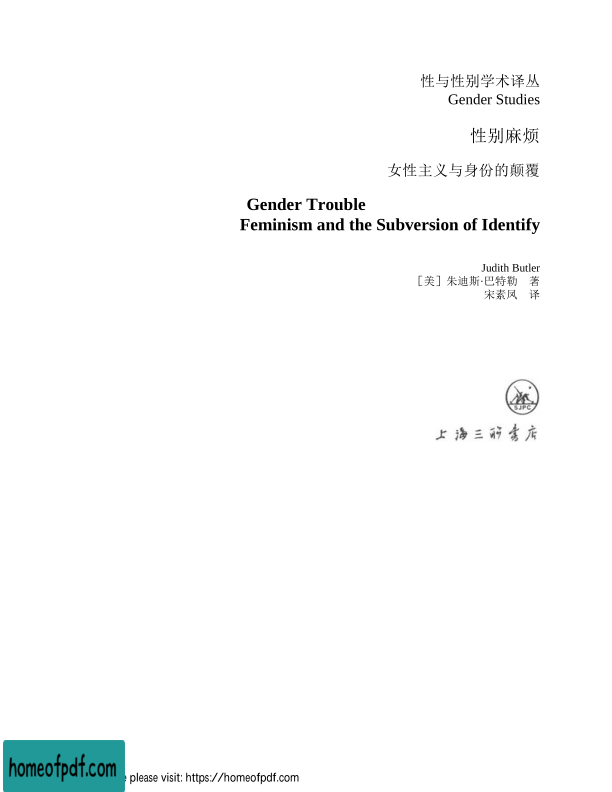 性与性别学术译丛
Gender Studies
性别麻烦
女性主义与身份的颠覆
Gender Trouble
Feminism and the Subversion of Identify
Judith Butler
［美］朱迪斯·巴特勒　著
宋素凤　译
SJPC
上海三联书店
homeofpdf.com
please visit: https://homeofpdf.com